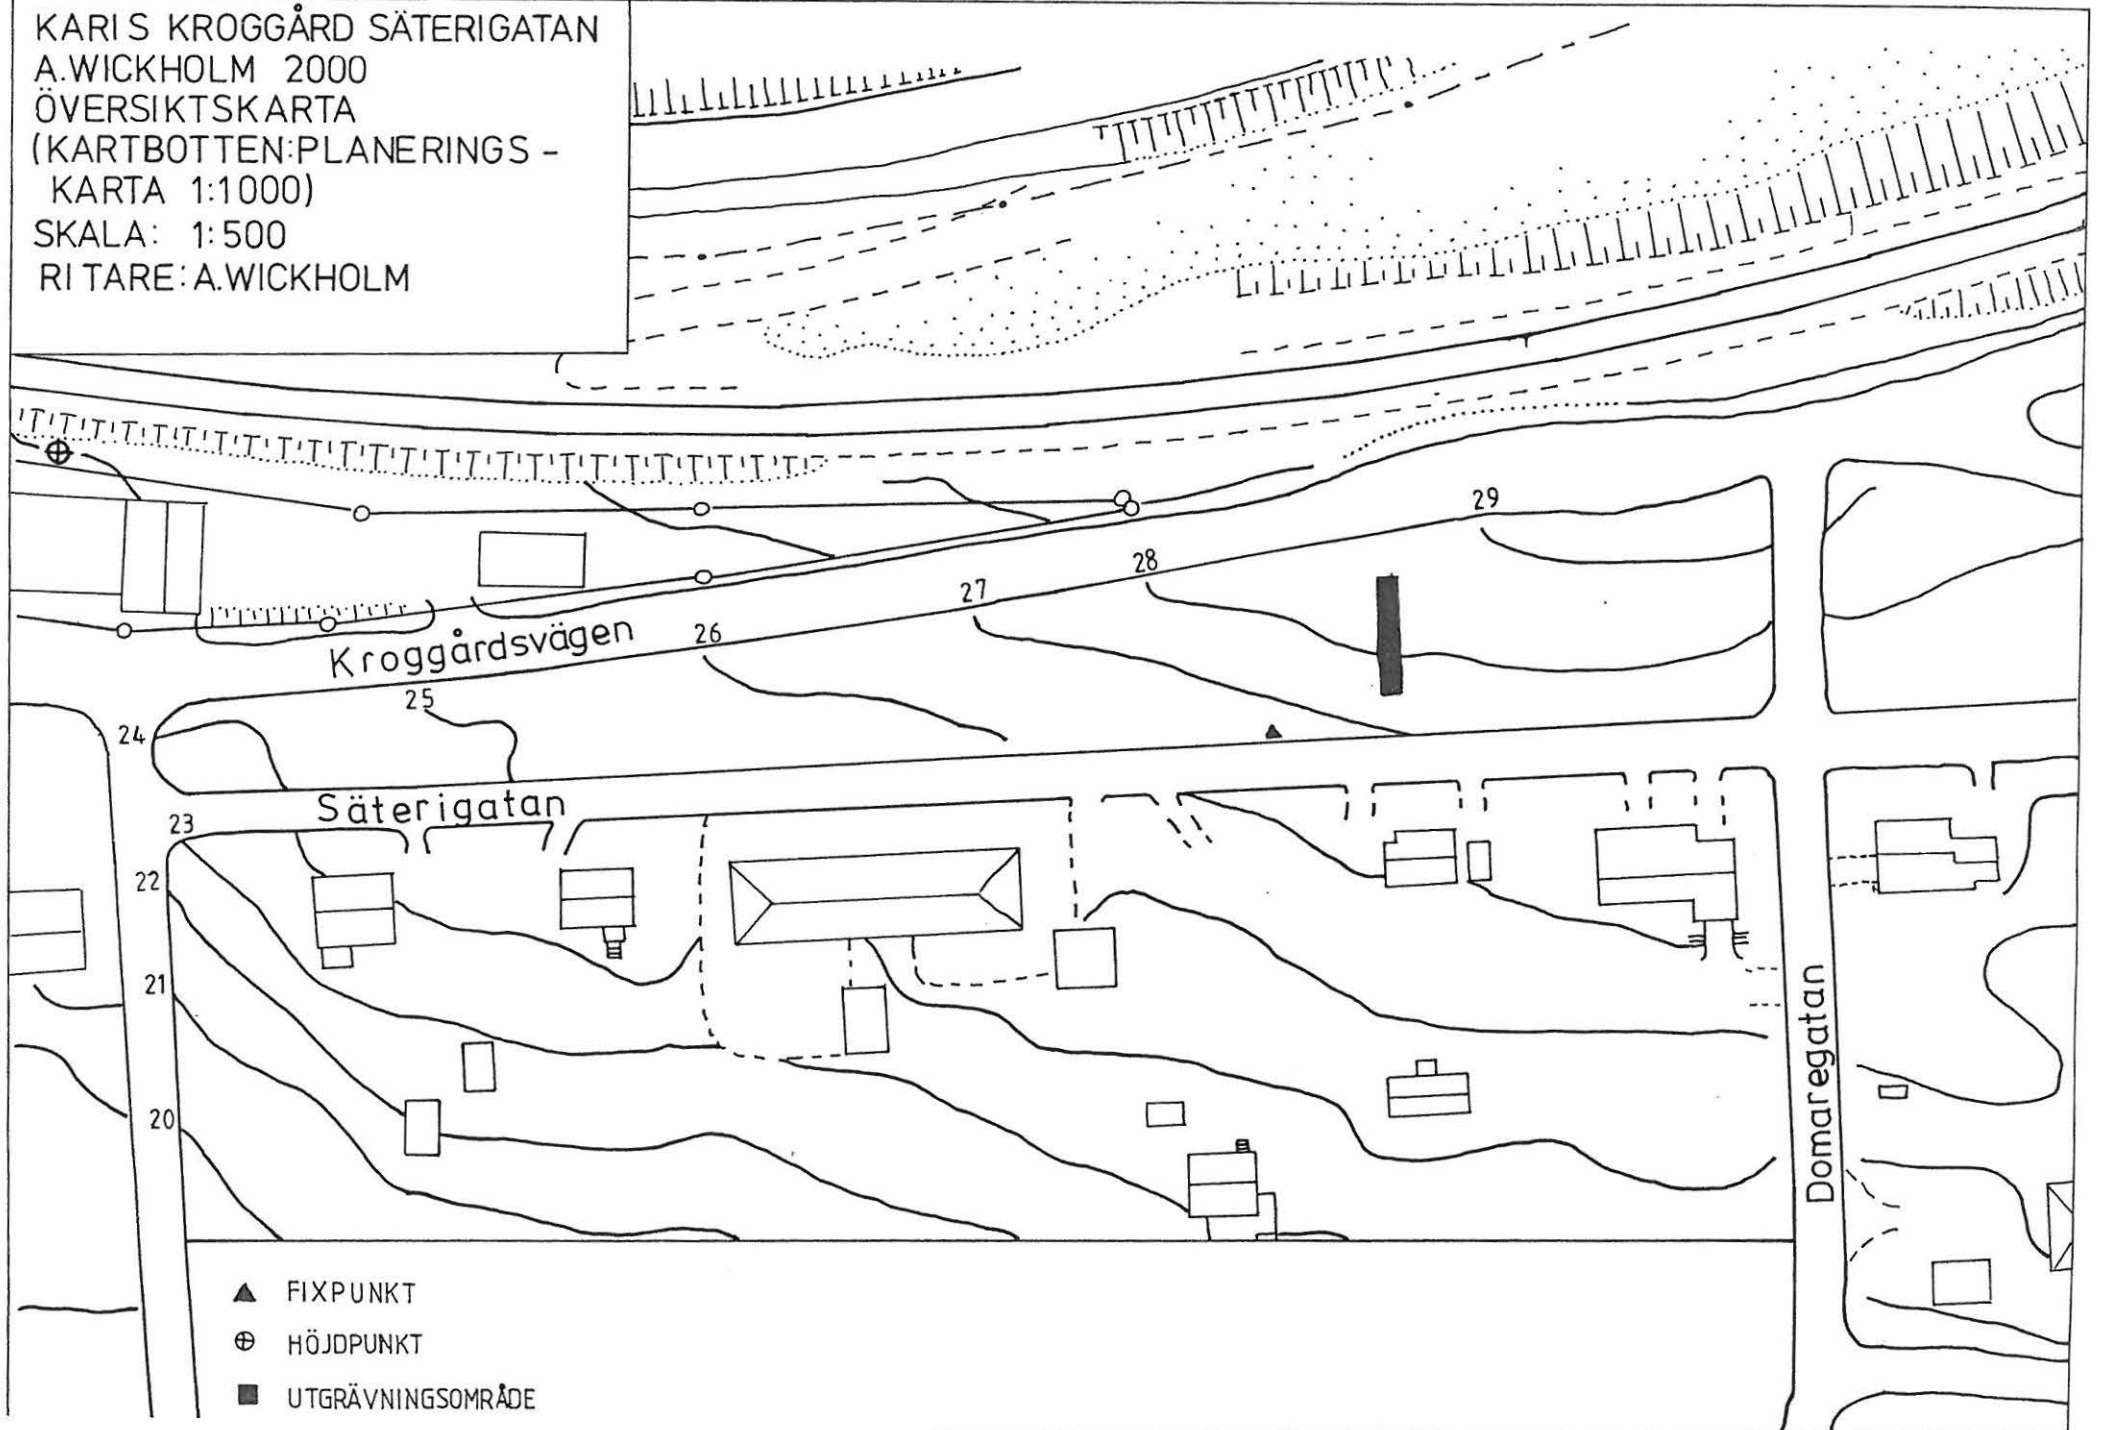 KARIS KROGGÅRD SÄTERIGATAN
A.WICKHOLM 2000
ÖVERSIKTSKARTA
(KARTBOTTEN:PLANERINGS-
KARTA 1:1000)
SKALA: 1:500
RITARE: A.WICKHOLM
29
28
27
26
Kroggårdsvägen
25
24
Säterigatan
23
22
21
20
Domaregatan
FIXPUNKT
HÖJDPUNKT
UTGRÄVNINGSOMRÅDE